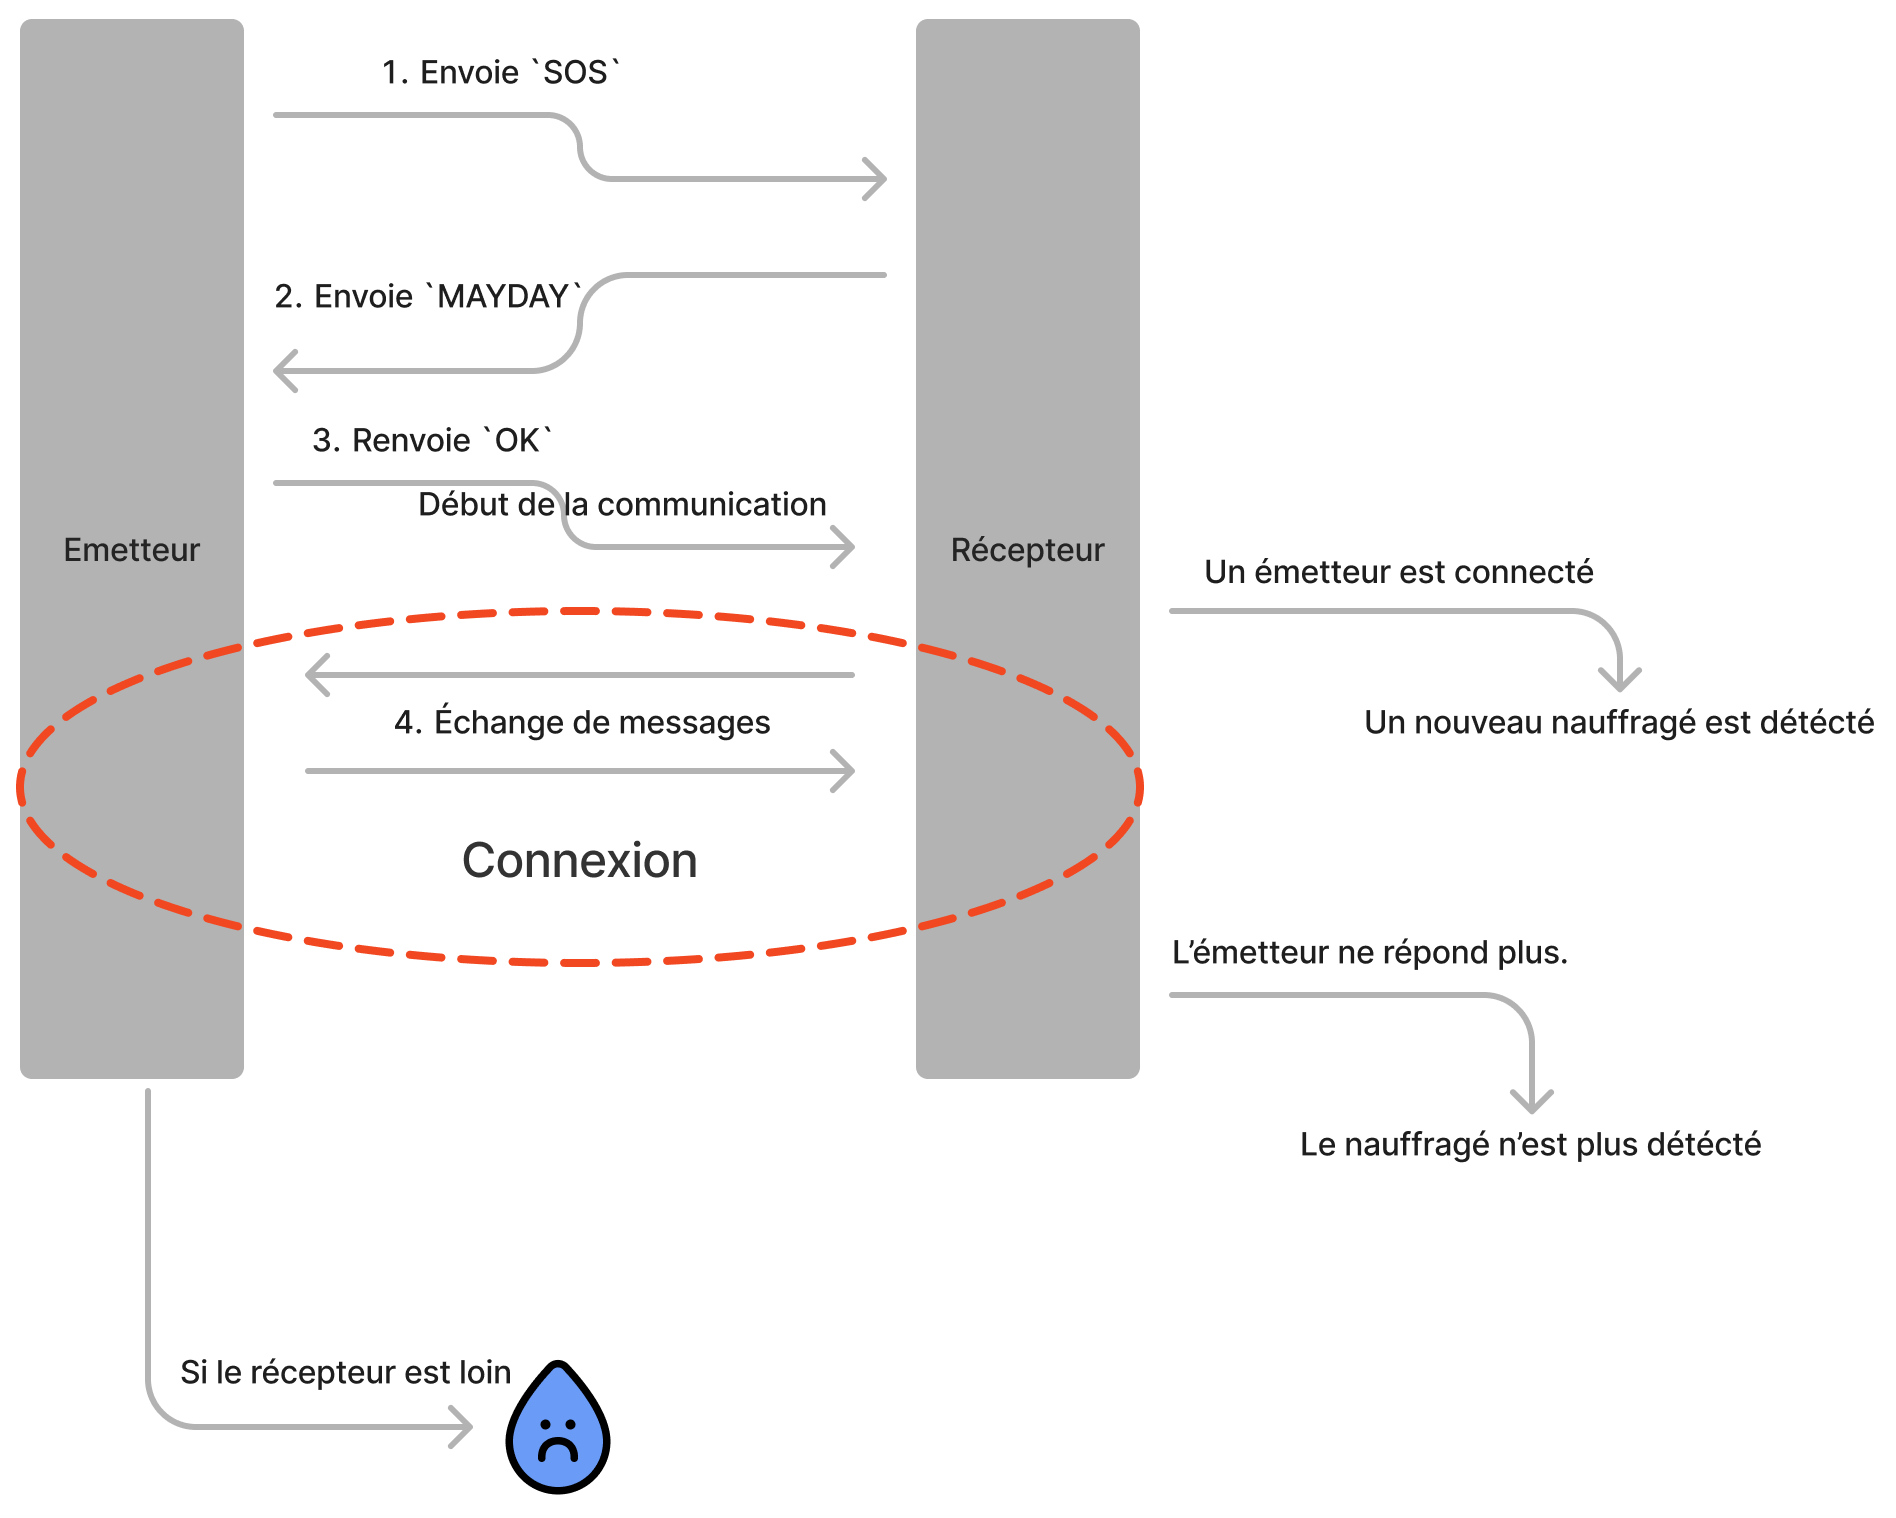 1. Envoie `SOS`
2. Envoie `MAYDAY`
3. Renvoie `OK`
Début de la communication
Emetteur
Récepteur
Un émetteur est connecté
Un nouveau nauffragé est détécté
4. Échange de messages
Connexion
L’émetteur ne répond plus.
Le nauffragé n’est plus détécté
Si le récepteur est loin